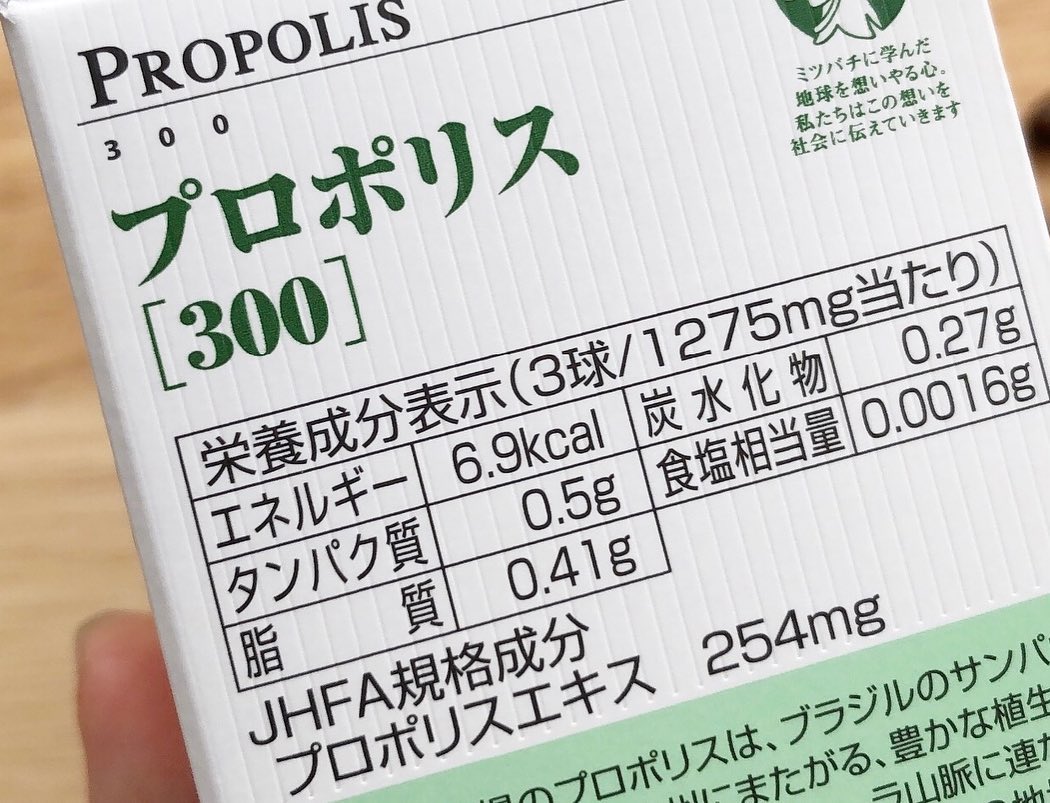 PROPOLIS
300
プロポリス
[300]
ミツバチに学んだ
地球を想いやる心。
私たちはこの想いを
社会に伝えていきます
栄養成分表示(3球/1275mg当たり)
エネルギー 6.9kcal 炭水化物 0.27g
タンパク質 0.5g 食塩相当量 0.0016g
脂質 0.41g
JHFA規格成分
プロポリスエキス 254mg
のプロポリスは、ブラジルのサンパ
にまたがる、豊かな植生
山脈に連な